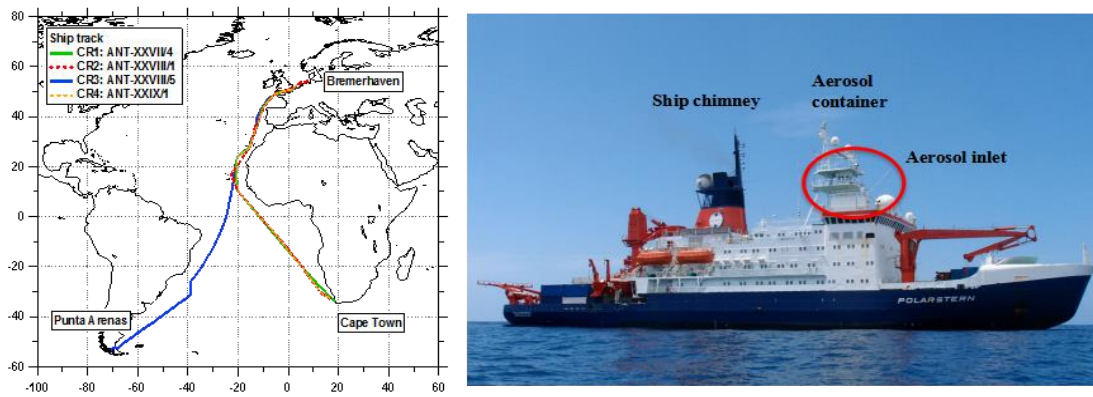 80
60
40
20
0
-20
-40
-60
-100
-80
-60
-40
-20
0
20
40
60
Ship track
CR1: ANT-XXVII/4
CR2: ANT-XXVIII/1
CR3: ANT-XXVIII/5
CR4: ANT-XXIX/1
Bremerhaven
Punta Arenas
Cape Town
Ship chimney
Aerosol
container
Aerosol inlet
POLARSTERN